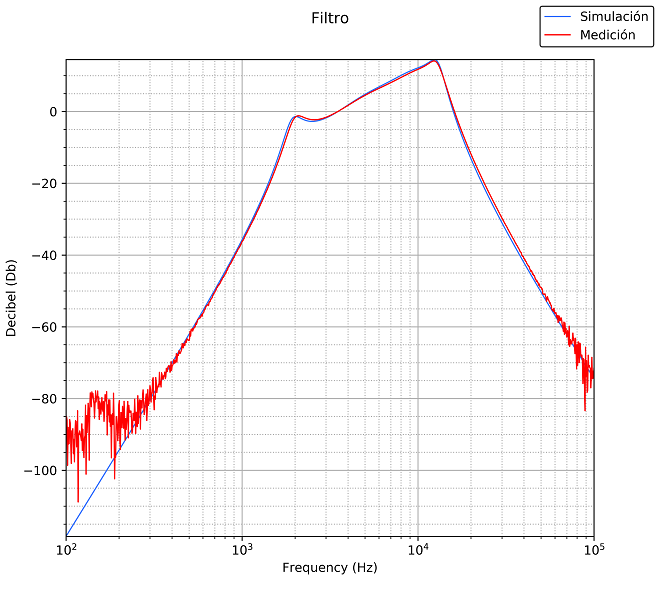 Filtro
Simulación
Medición
Decibel (Db)
0
−20
−40
−60
−80
−100
10²
10³
10⁴
10⁵
Frequency (Hz)